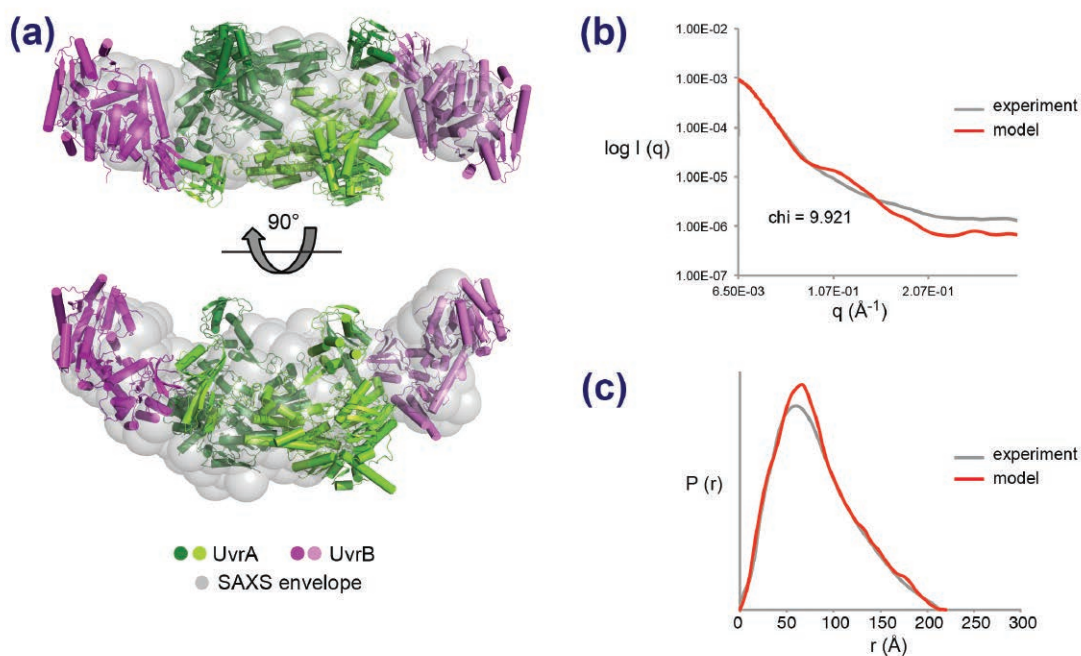 (a)
90°
UvrA UvrB
SAXS envelope
(b)
1.00E-02
1.00E-03
1.00E-04
1.00E-05
1.00E-06
1.00E-07
log I (q)
experiment
model
chi = 9.921
6.50E-03 1.07E-01 2.07E-01
q (Å⁻¹)
(c)
P (r)
experiment
model
0 50 100 150 200 250 300
r (Å)